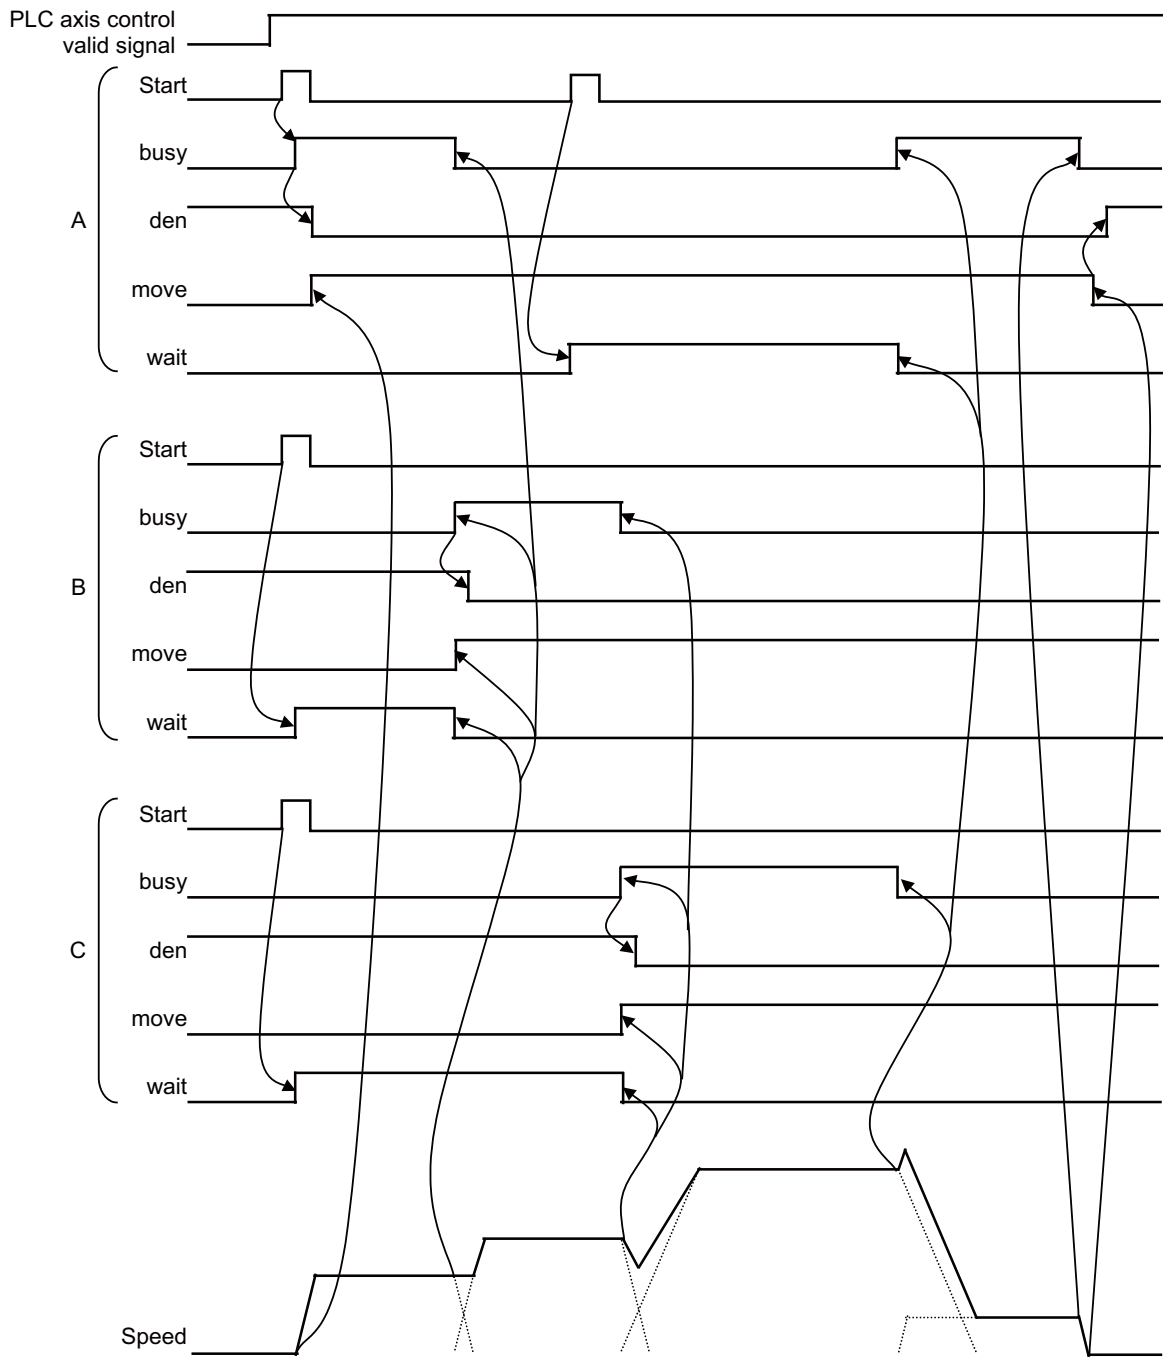 PLC axis control
valid signal
Start
busy
A
den
move
wait
Start
busy
B
den
move
wait
Start
busy
C
den
move
wait
Speed